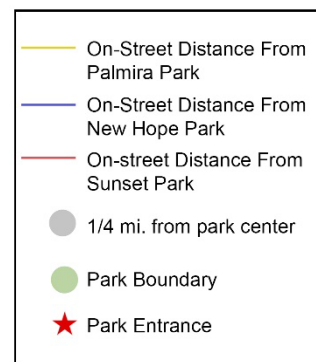 On-Street Distance From
Palmira Park
On-Street Distance From
New Hope Park
On-street Distance From
Sunset Park
1/4 mi. from park center
Park Boundary
Park Entrance